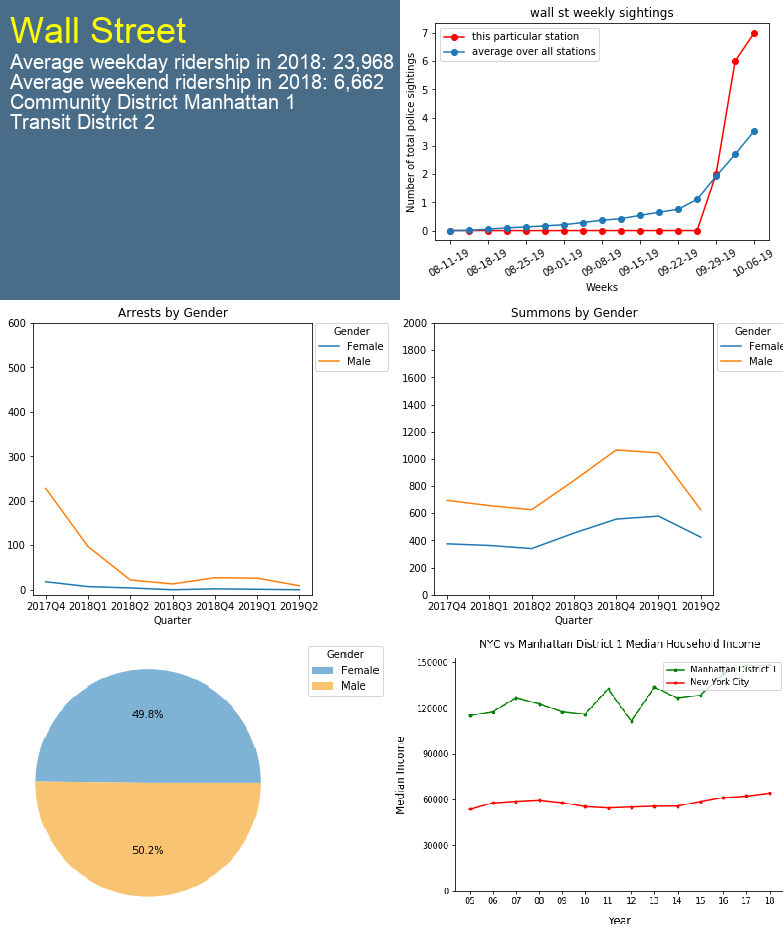 Wall Street
Average weekday ridership in 2018: 23,968
Average weekend ridership in 2018: 6,662
Community District Manhattan 1
Transit District 2
wall st weekly sightings
this particular station
average over all stations
Number of total police sightings
7
6
5
4
3
2
1
0
08-11-19 08-18-19 08-25-19 09-01-19 09-08-19 09-15-19 09-22-19 09-29-19 10-06-19
Weeks
Arrests by Gender
Gender
Female
Male
600
500
400
300
200
100
0
2017Q4 2018Q1 2018Q2 2018Q3 2018Q4 2019Q1 2019Q2
Quarter
Summons by Gender
Gender
Female
Male
2000
1800
1600
1400
1200
1000
800
600
400
200
0
2017Q4 2018Q1 2018Q2 2018Q3 2018Q4 2019Q1 2019Q2
Quarter
Gender
Female
Male
49.8%
50.2%
NYC vs Manhattan District 1 Median Household Income
Manhattan District 1
New York City
Median Income
150000
120000
90000
60000
30000
0
05 06 07 08 09 10 11 12 13 14 15 16 17 18
Year